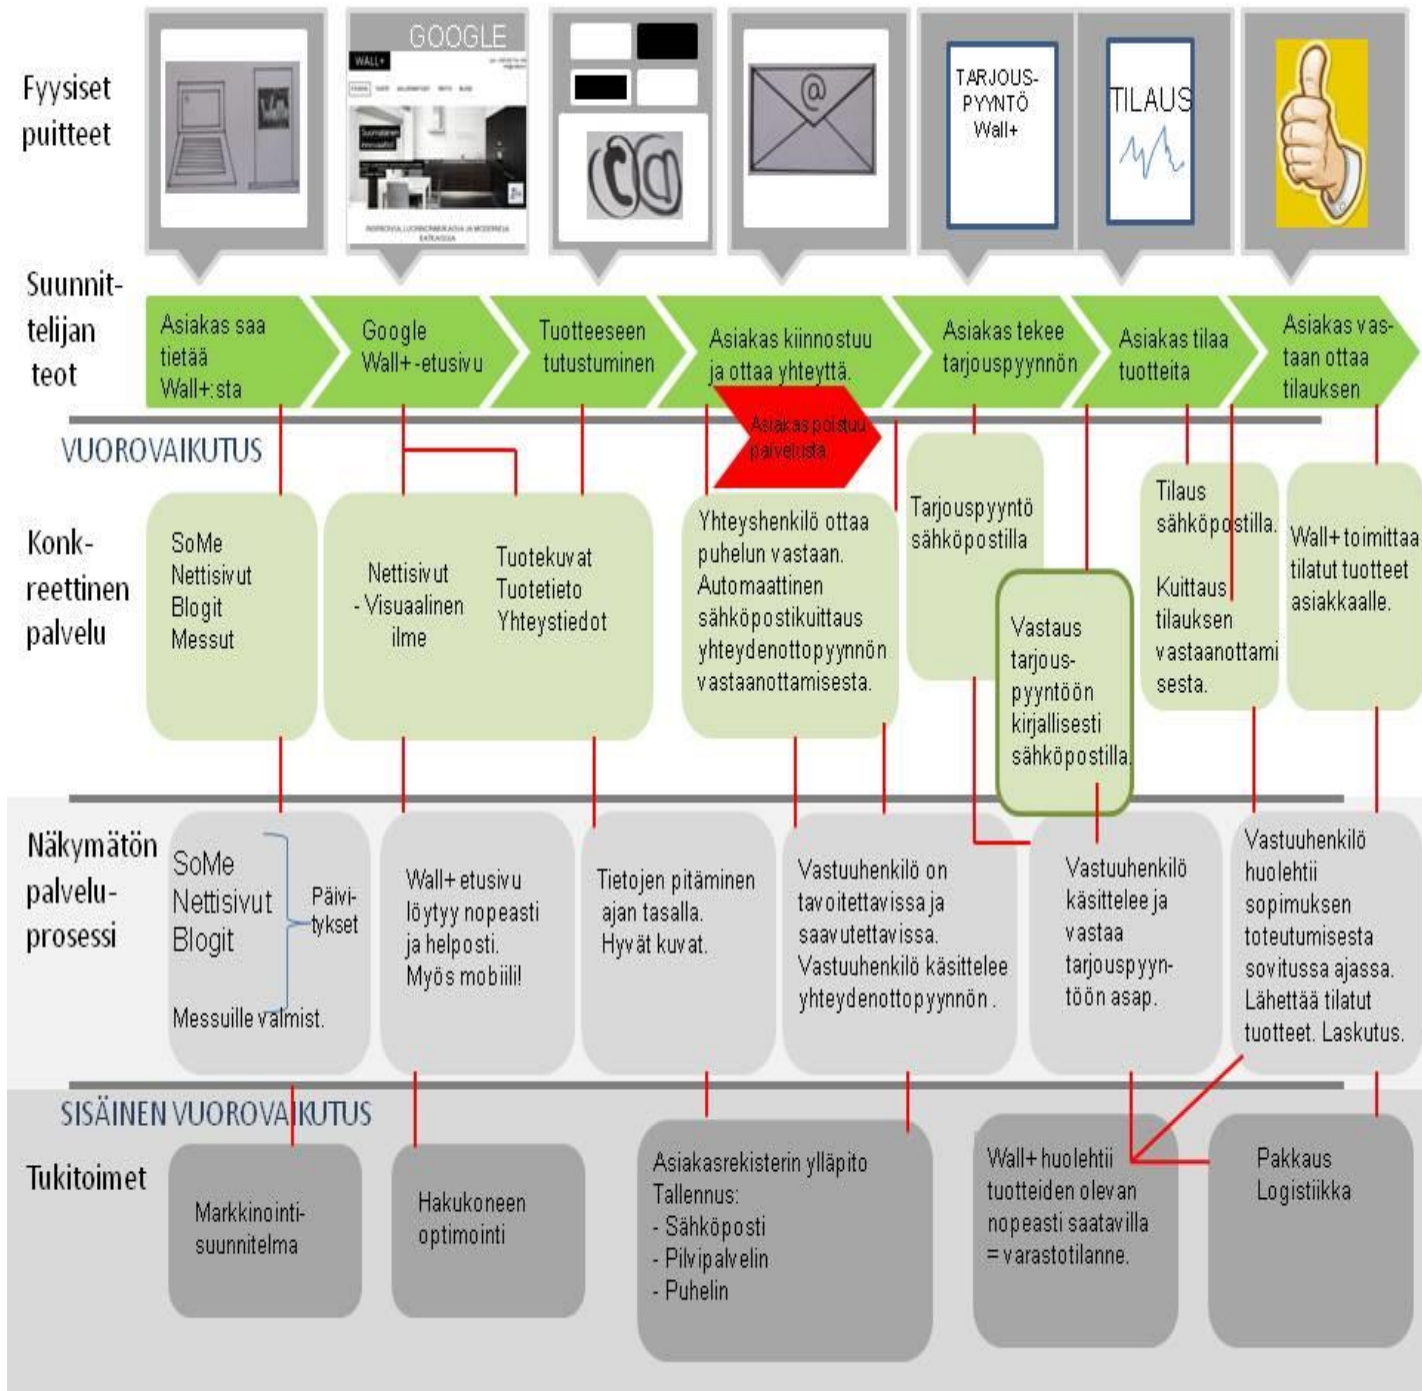 Fyysiset
puitteet
GOOGLE
WALL+
Suomalainen
innovaatio
@
TARJOUS-
PYYNTÖ
Wall+
TILAUS
Suunnit-
telijan
teot
Asiakas saa
tietää
Wall+:sta
Google
Wall+ -etusivu
Tuotteeseen
tutustuminen
Asiakas kiinnostuu
ja ottaa yhteyttä.
Asiakas tekee
tarjouspyynnön
Asiakas tilaa
tuotteita
Asiakas vas-
taan ottaa
tilauksen
Asiakas poistuu
palvelusta
VUOROVAIKUTUS
Konk-
reettinen
palvelu
SoMe
Nettisivut
Blogit
Messut
Nettisivut
- Visuaalinen
ilme
Tuotekuvat
Tuotetieto
Yhteystiedot
Yhteyshenkilö ottaa
puhelun vastaan.
Automaattinen
sähköpostikuittaus
yhteydenottopyynnön
vastaanottamisesta.
Tarjouspyyntö
sähköpostilla
Vastaus
tarjous-
pyyntöön
kirjallisesti
sähköpostilla.
Tilaus
sähköpostilla.
Kuittaus
tilauksen
vastaanottami
sesta.
Wall+ toimittaa
tilatut tuotteet
asiakkaalle.
Näkymätön
palvelu-
prosessi
SoMe
Nettisivut
Blogit
Päivi-
tykset
Messuille valmist.
Wall+ etusivu
löytyy nopeasti
ja helposti.
Myös mobiili!
Tietojen pitäminen
ajan tasalla.
Hyvät kuvat.
Vastuuhenkilö on
tavoitettavissa ja
saavutettavissa.
Vastuuhenkilö käsittelee
yhteydenottopyynnön .
Vastuuhenkilö
käsittelee ja
vastaa
tarjouspyyn-
töön asap.
Vastuuhenkilö
huolehtii
sopimuksen
toteutumisesta
sovitussa ajassa.
Lähettää tilatut
tuotteet. Laskutus.
SISÄINEN VUOROVAIKUTUS
Tukitoimet
Markkinointi-
suunnitelma
Hakukoneen
optimointi
Asiakasrekisterin ylläpito
Tallennus:
- Sähköposti
- Pilvipalvelin
- Puhelin
Wall+ huolehtii
tuotteiden olevan
nopeasti saatavilla
= varastotilanne.
Pakkaus
Logistiikka